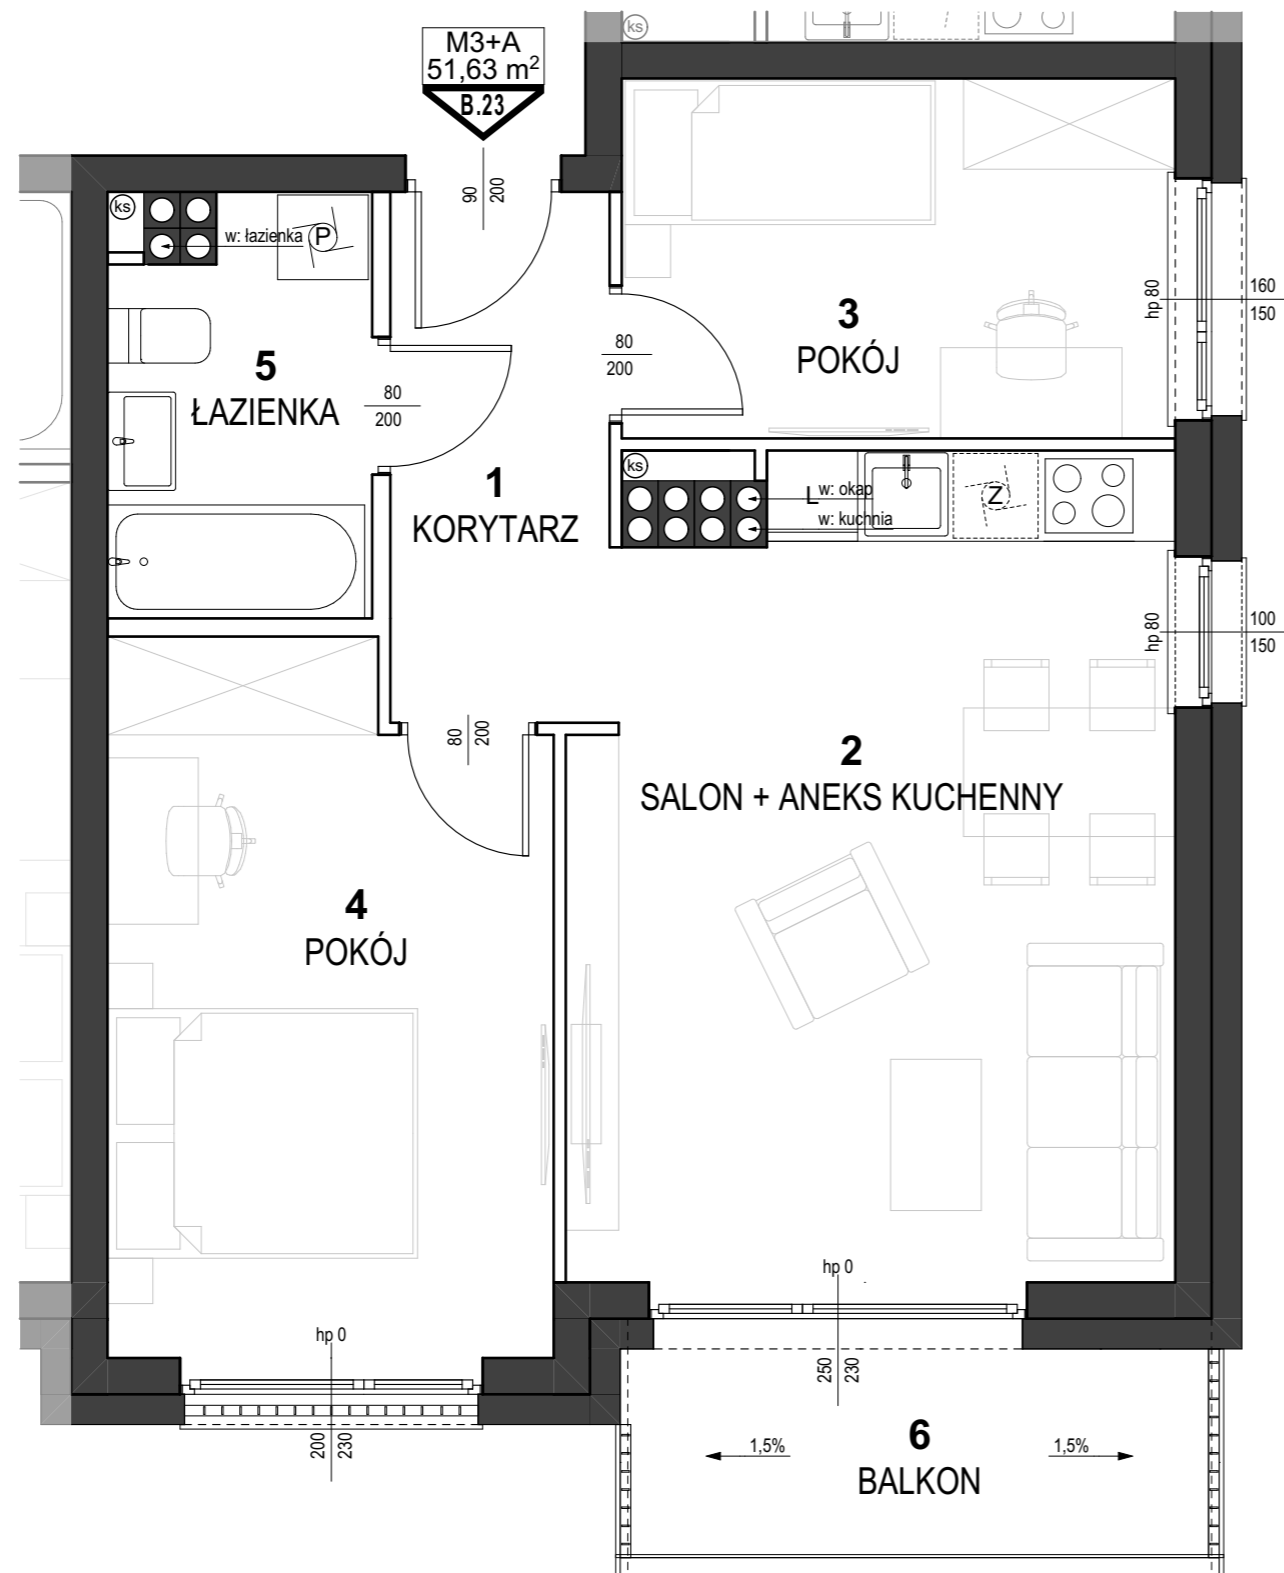 ks
M3+A
51,63 m²
B.23
90
200
ks
w: łazienka
P
5
ŁAZIENKA
80
200
80
200
3
POKÓJ
hp 80
160
150
1
KORYTARZ
ks
L
w: okap
w: kuchnia
Z
hp 80
100
150
80
200
2
SALON + ANEKS KUCHENNY
4
POKÓJ
hp 0
250
230
hp 0
200
230
6
BALKON
1,5%
1,5%